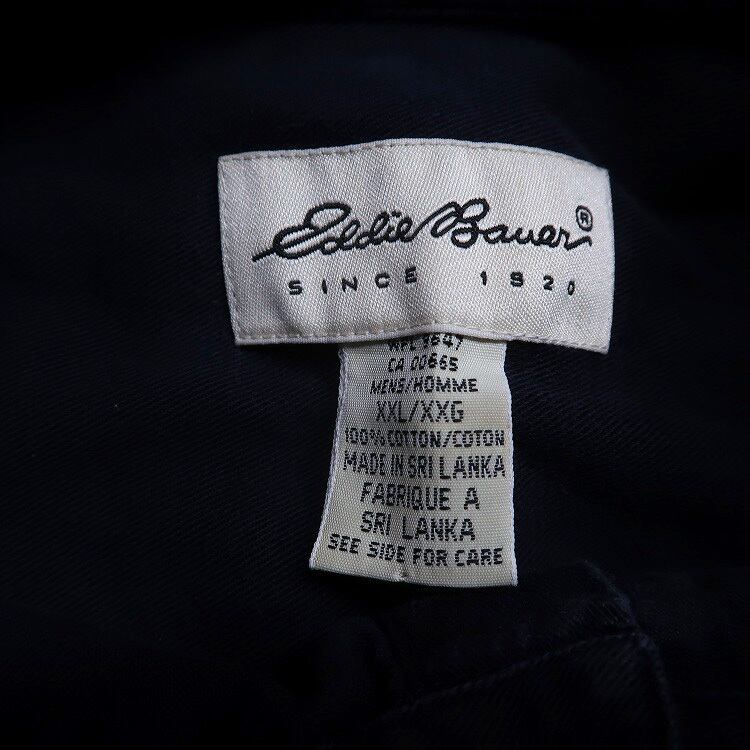 Eddie Bauer®
SINCE 1920
9647
CA 00665
MENS/HOMME
XXL/XXG
100% COTTON/COTON
MADE IN SRI LANKA
FABRIQUE A
SRI LANKA
SEE SIDE FOR CARE